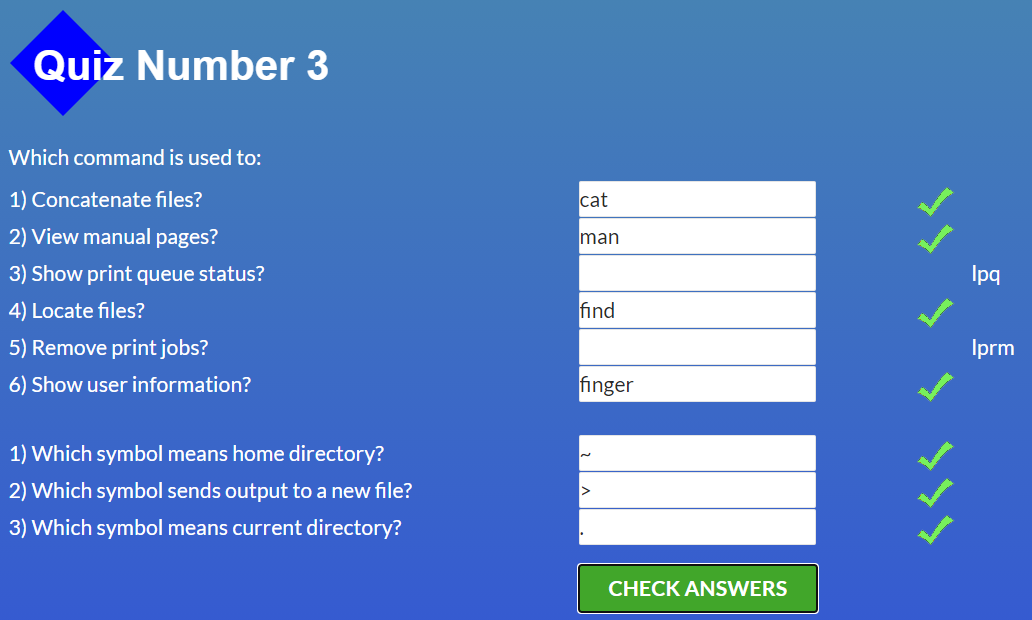 Quiz Number 3
Which command is used to:
1) Concatenate files? cat
2) View manual pages? man
3) Show print queue status? lpq
4) Locate files? find
5) Remove print jobs? lprm
6) Show user information? finger
1) Which symbol means home directory? ~
2) Which symbol sends output to a new file? >
3) Which symbol means current directory? .
CHECK ANSWERS